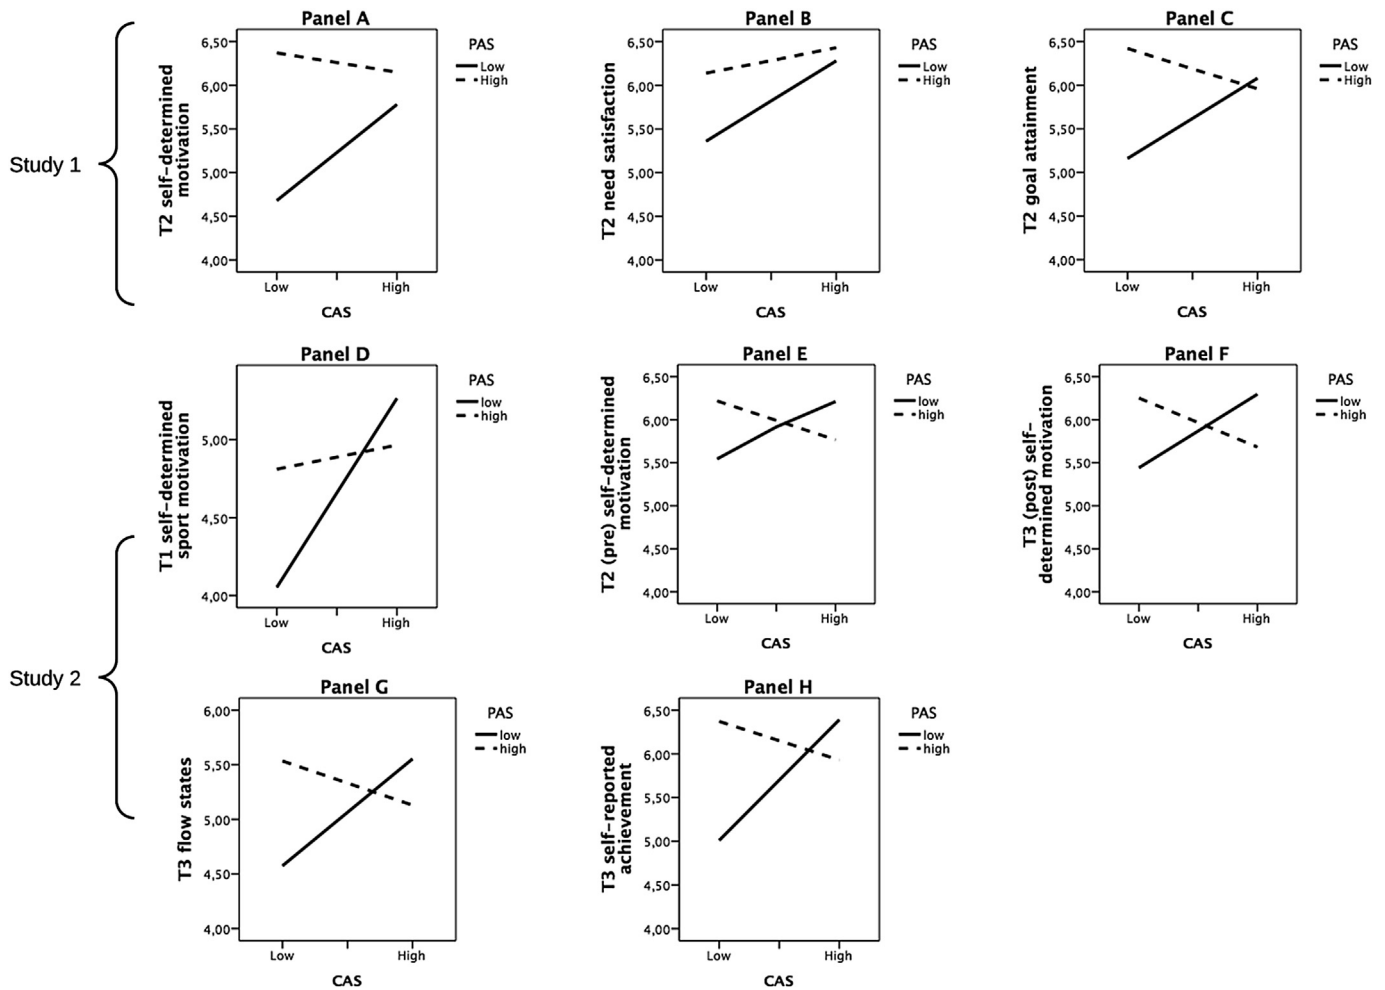 Study 1
Panel A
T2 self-determined
motivation
6,50
6,00
5,50
5,00
4,50
4,00
Low
High
CAS
PAS
Low
High
Panel B
T2 need satisfaction
6,50
6,00
5,50
5,00
4,50
4,00
Low
High
CAS
PAS
Low
High
Panel C
T2 goal attainment
6,50
6,00
5,50
5,00
4,50
4,00
Low
High
CAS
PAS
Low
High
Study 2
Panel D
T1 self-determined
sport motivation
5,00
4,50
4,00
Low
High
CAS
PAS
low
high
Panel E
T2 (pre) self-determined
motivation
6,50
6,00
5,50
5,00
4,50
4,00
Low
High
CAS
PAS
low
high
Panel F
T3 (post) self-
determined motivation
6,50
6,00
5,50
5,00
4,50
4,00
Low
High
CAS
PAS
low
high
Panel G
T3 flow states
6,00
5,50
5,00
4,50
4,00
Low
High
CAS
PAS
low
high
Panel H
T3 self-reported
achievement
6,50
6,00
5,50
5,00
4,50
4,00
Low
High
CAS
PAS
low
high